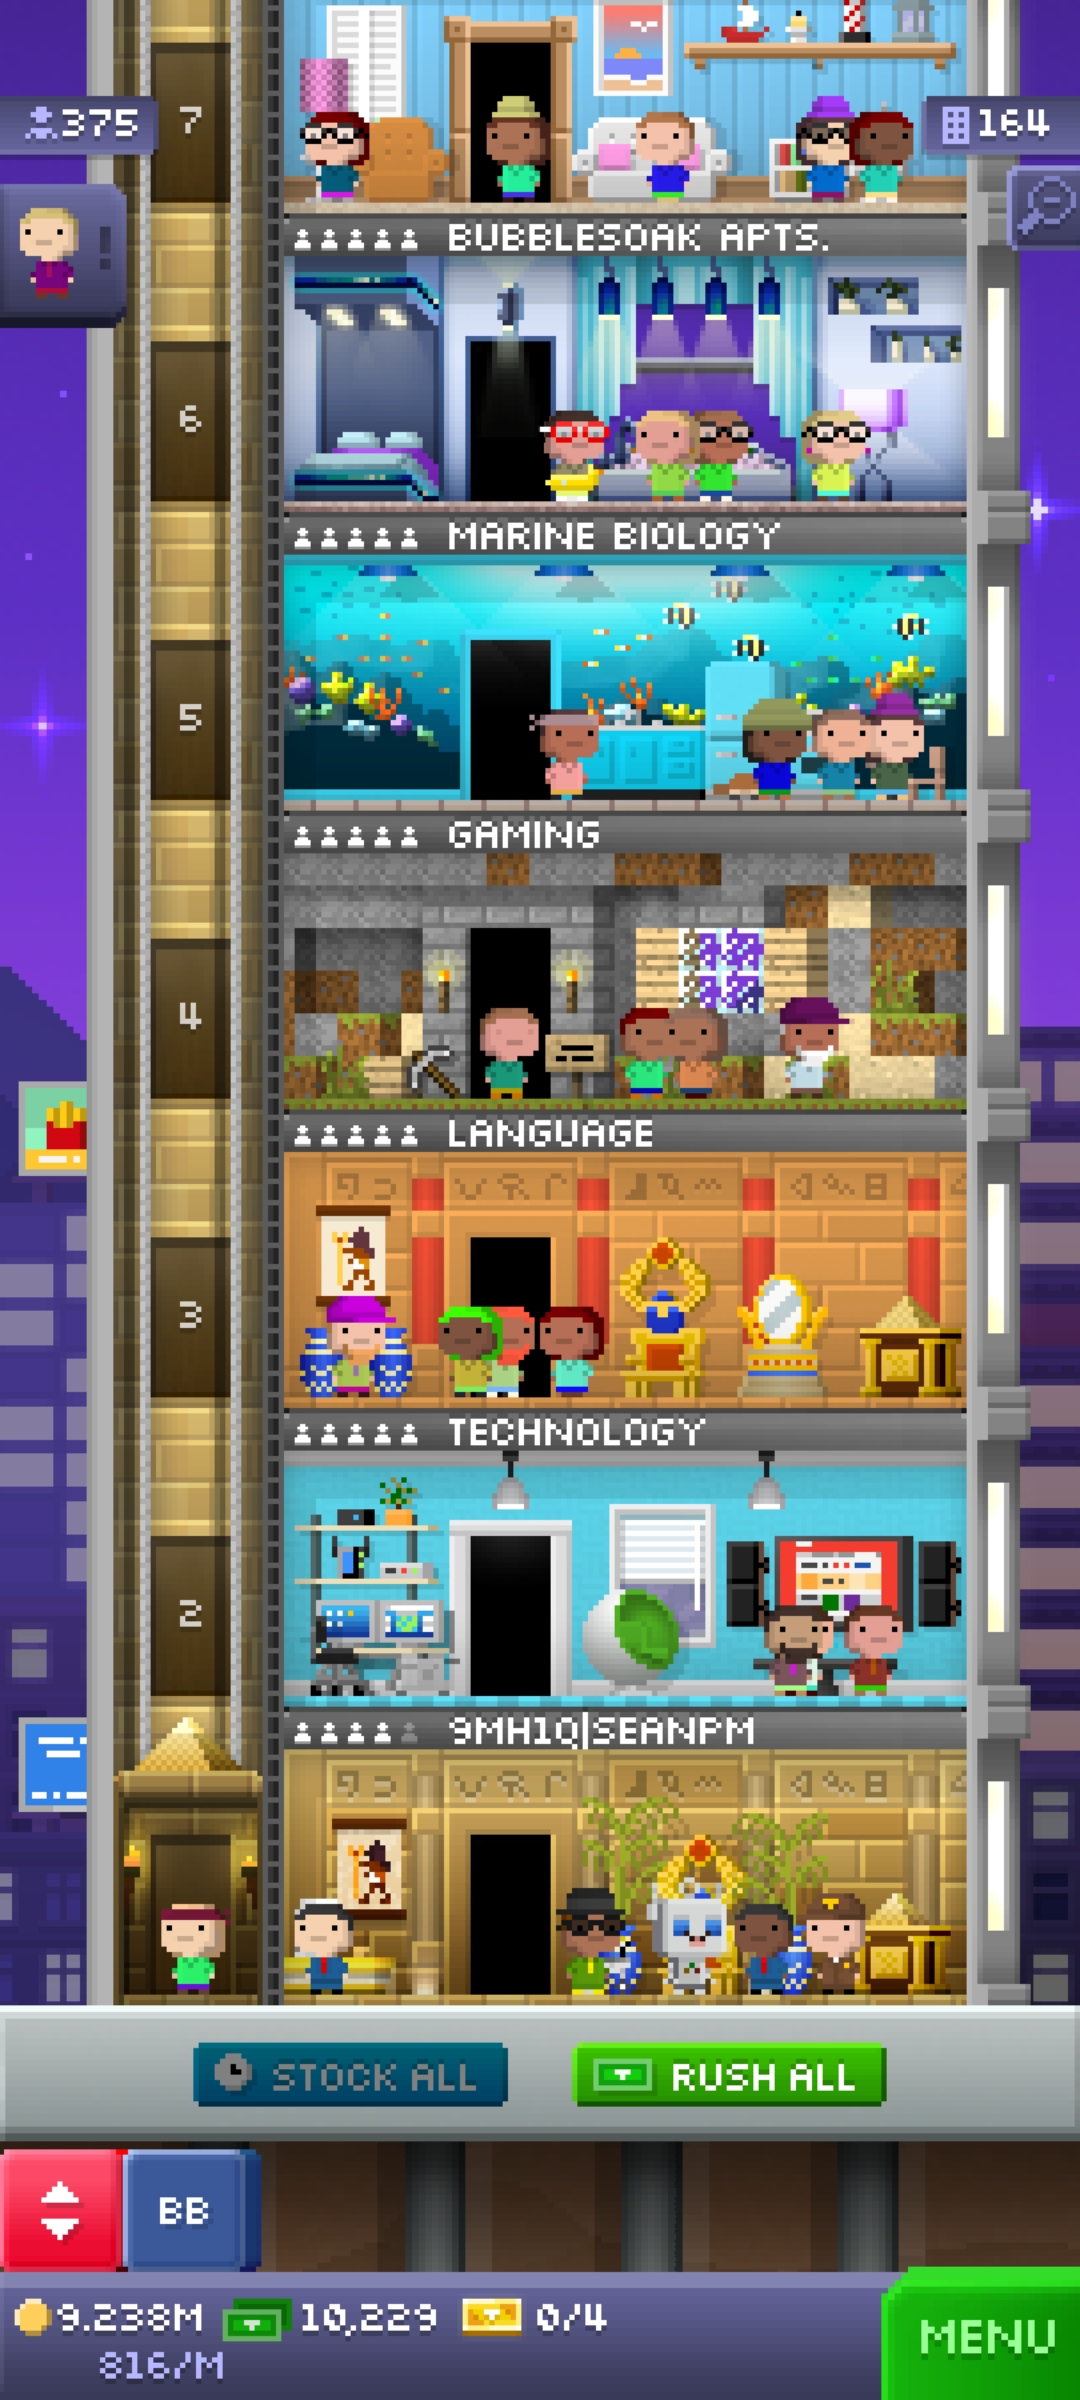 375
7
164
BUBBLESOAK APTS.
6
MARINE BIOLOGY
5
GAMING
4
LANGUAGE
3
TECHNOLOGY
2
9MH1Q|SEANPM
STOCK ALL
RUSH ALL
BB
9.238M
10,229
0/4
MENU
816/M